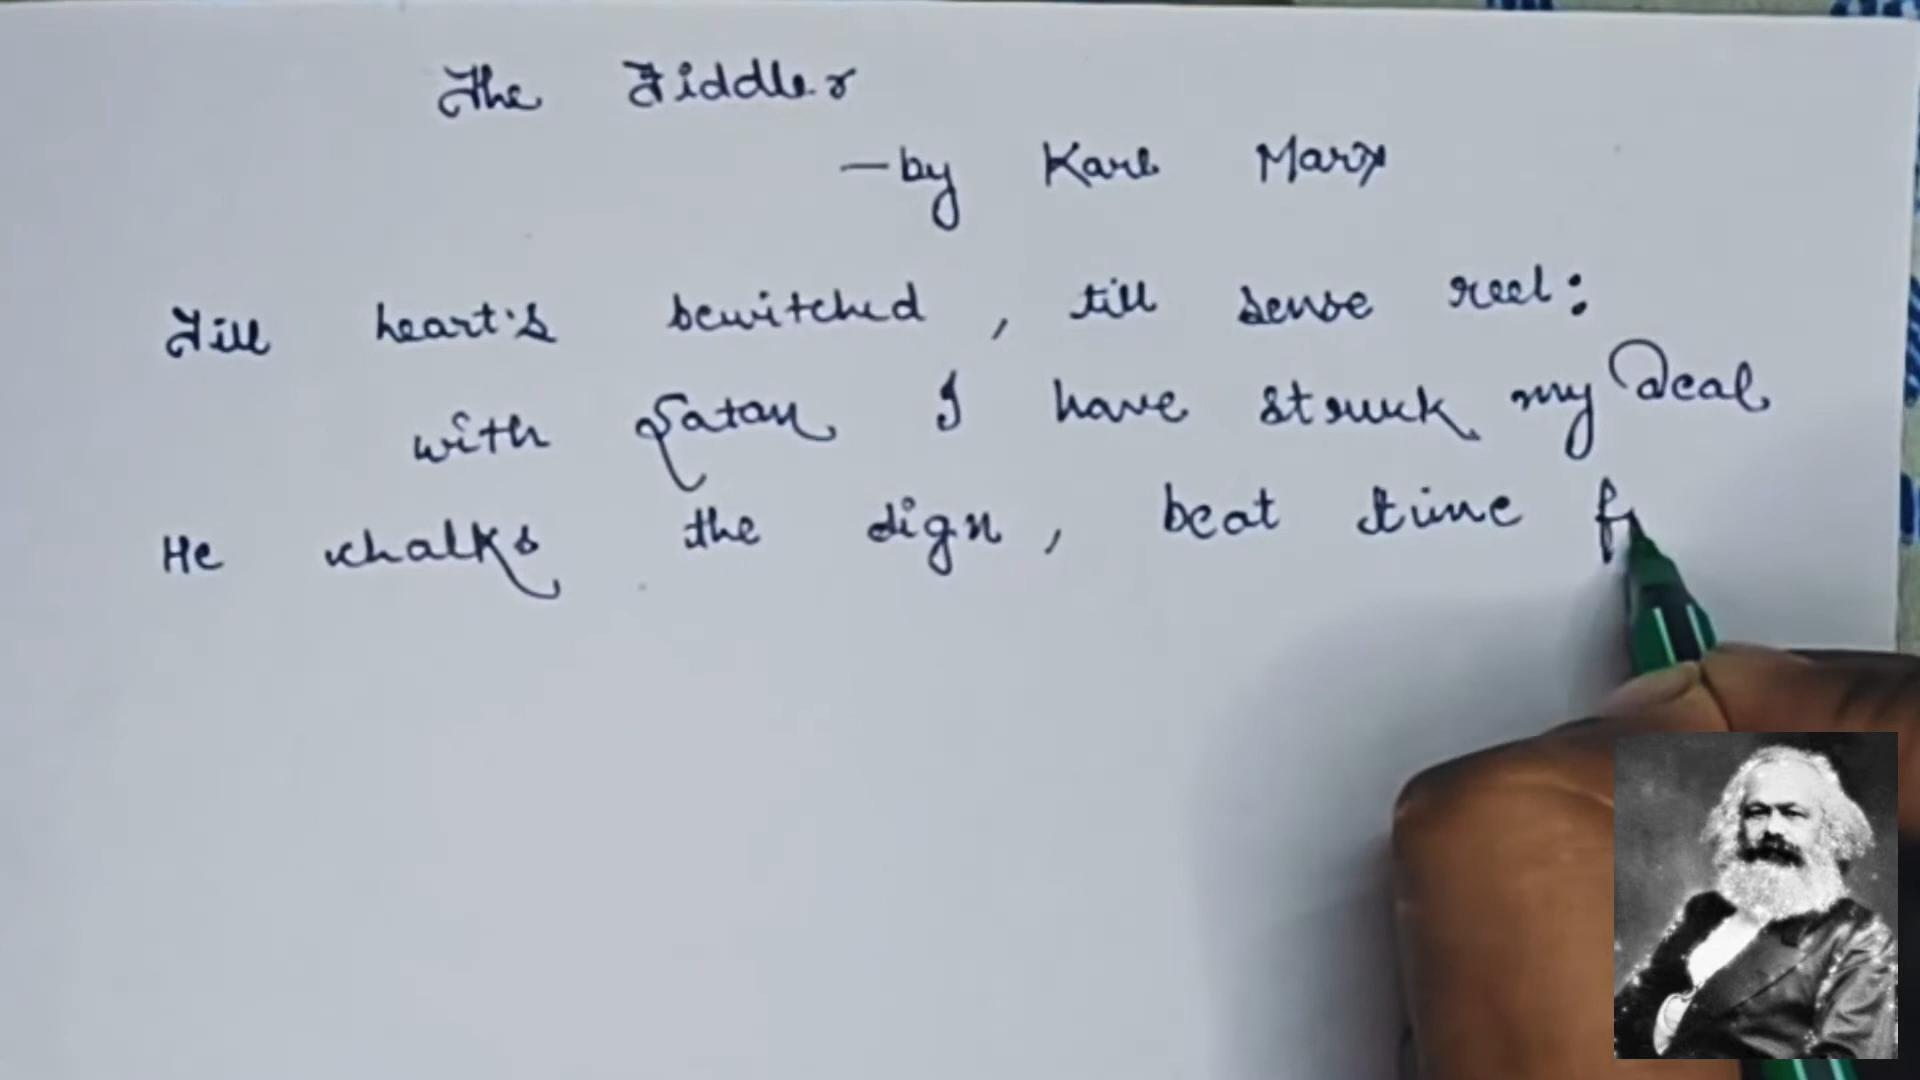 The Fiddler
—by Karl Marx
Till heart's bewitched, till sense reel:
with Satan I have struck my deal
He chalks the sign, beat time